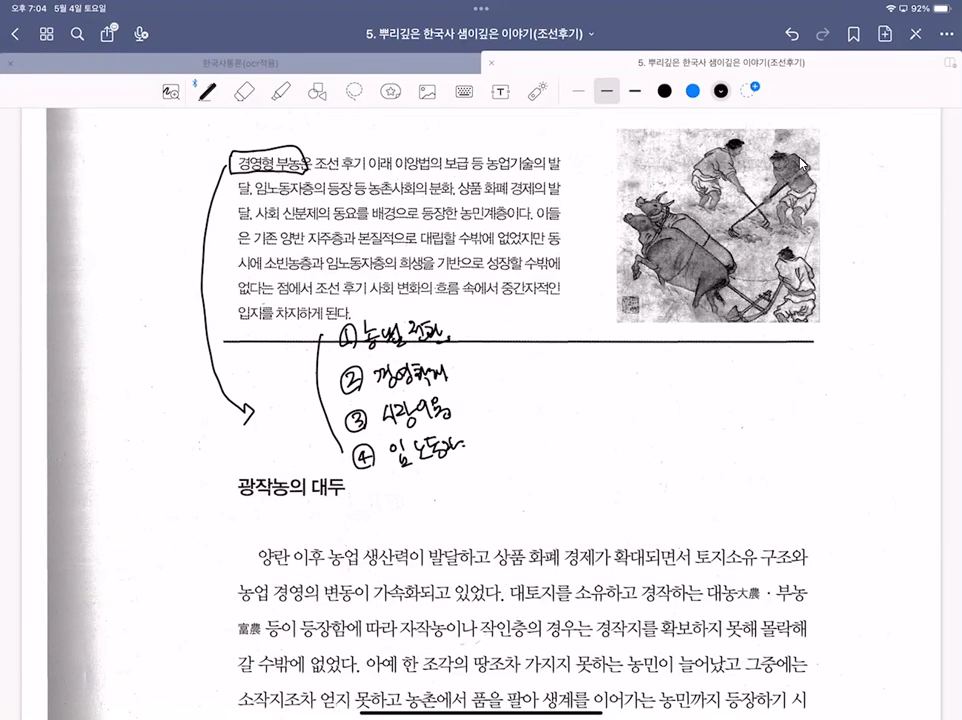 오후 7:04 5월 4일 토요일
92%
5. 뿌리깊은 한국사 샘이깊은 이야기(조선후기)
한국사통론(ocr적용)
5. 뿌리깊은 한국사 샘이깊은 이야기(조선후기)
경영형 부농은 조선 후기 이래 이앙법의 보급 등 농업기술의 발
달, 임노동자층의 등장 등 농촌사회의 분화, 상품 화폐 경제의 발
달, 사회 신분제의 동요를 배경으로 등장한 농민계층이다. 이들
은 기존 양반 지주층과 본질적으로 대립할 수밖에 없었지만 동
시에 소빈농층과 임노동자층의 희생을 기반으로 성장할 수밖에
없다는 점에서 조선 후기 사회 변화의 흐름 속에서 중간자적인
입지를 차지하게 된다.
①
② 경영확대
③ 시장이용
④ 임노동자
광작농의 대두
양란 이후 농업 생산력이 발달하고 상품 화폐 경제가 확대되면서 토지소유 구조와
농업 경영의 변동이 가속화되고 있었다. 대토지를 소유하고 경작하는 대농大農 · 부농
富農 등이 등장함에 따라 자작농이나 작인층의 경우는 경작지를 확보하지 못해 몰락해
갈 수밖에 없었다. 아예 한 조각의 땅조차 가지지 못하는 농민이 늘어났고 그중에는
소작지조차 얻지 못하고 농촌에서 품을 팔아 생계를 이어가는 농민까지 등장하기 시